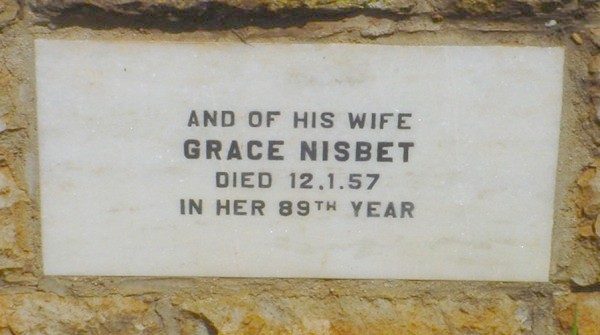 AND OF HIS WIFE
GRACE NISBET
DIED 12.1.57
IN HER 89TH YEAR